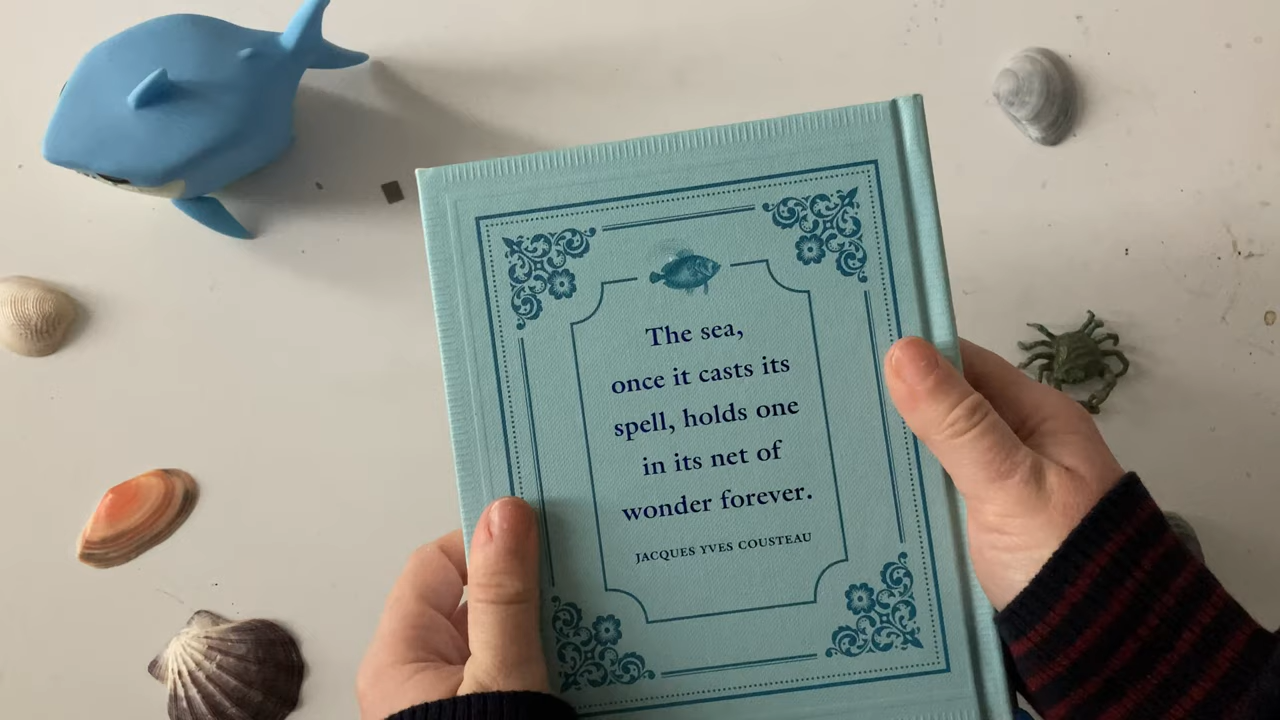 The sea,
once it casts its
spell, holds one
in its net of
wonder forever.
JACQUES YVES COUSTEAU